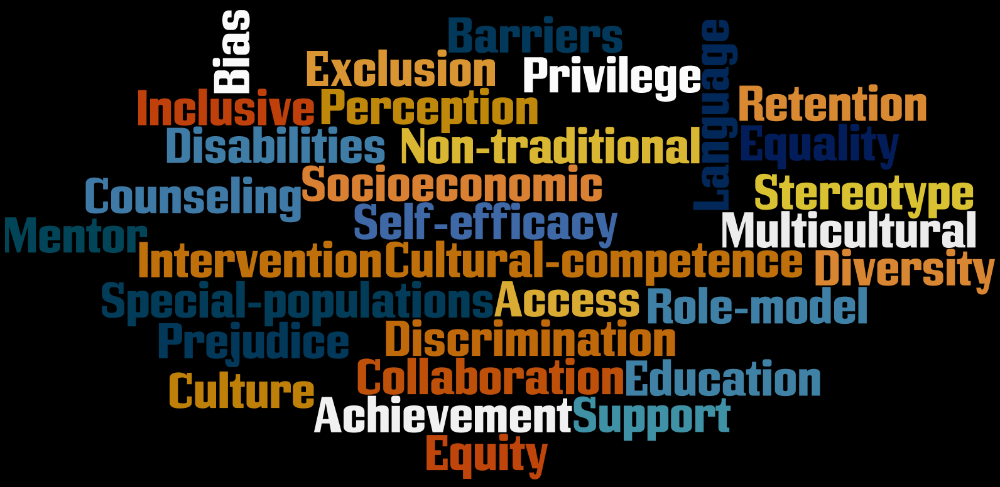 Bias
Barriers
Language
Exclusion
Privilege
Inclusive
Perception
Retention
Disabilities
Non-traditional
Equality
Counseling
Socioeconomic
Stereotype
Self-efficacy
Multicultural
Mentor
Intervention
Cultural-competence
Diversity
Special-populations
Access
Role-model
Prejudice
Discrimination
Culture
Collaboration
Education
Achievement
Support
Equity